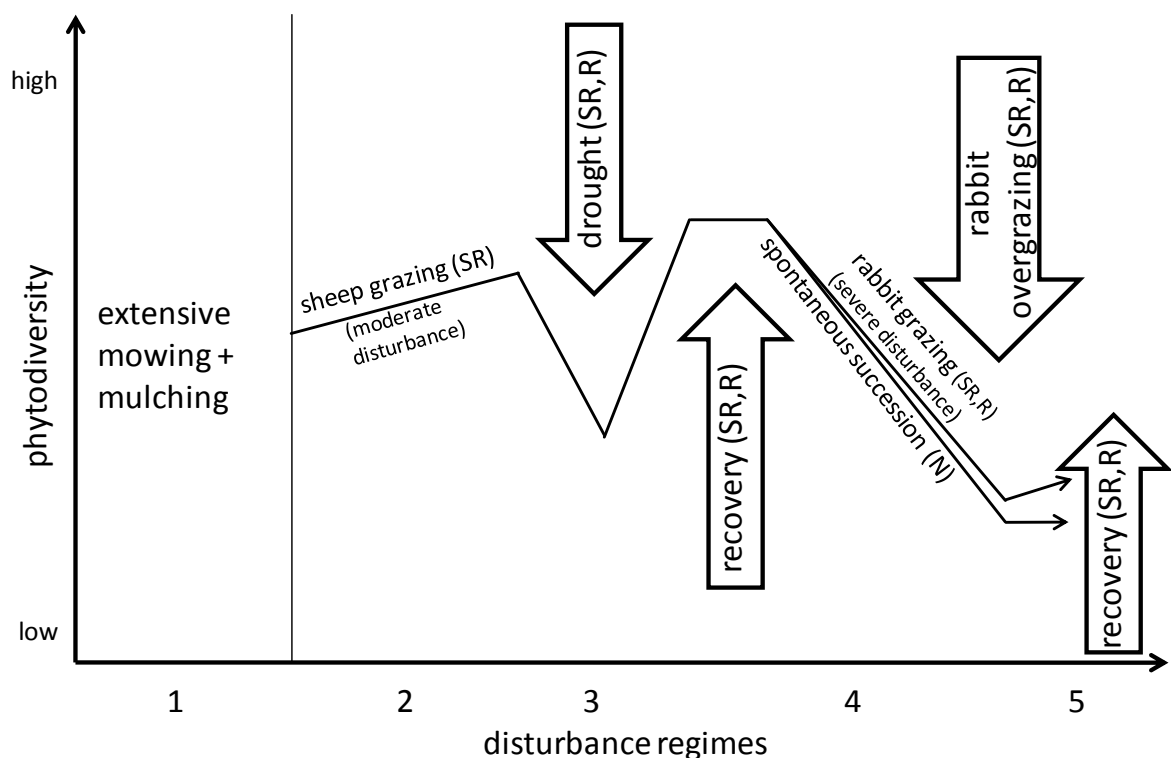 high
phytodiversity
low
extensive
mowing +
mulching
sheep grazing (SR)
(moderate
disturbance)
drought (SR,R)
recovery (SR,R)
spontaneous succession (N)
rabbit grazing (SR,R)
(severe disturbance)
rabbit
overgrazing (SR,R)
recovery (SR,R)
1
2
3
4
5
disturbance regimes